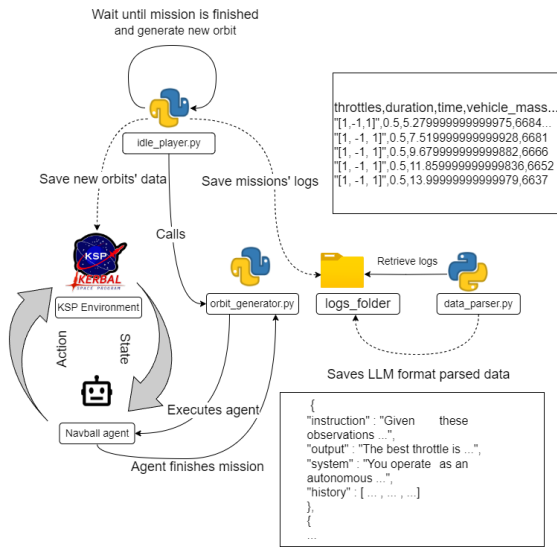 Wait until mission is finished
and generate new orbit
idle_player.py
Save new orbits' data
Save missions' logs
throttles,duration,time,vehicle_mass...
"[1,-1,1]",0.5,5.279999999999975,6684...
"[1, -1, 1]",0.5,7.519999999999928,6681
"[1, -1, 1]",0.5,9.679999999999882,6666
"[1, -1, 1]",0.5,11.859999999999836,6652
"[1, -1, 1]",0.5,13.99999999999979,6637
Calls
Retrieve logs
KSP
KERBAL
SPACE PROGRAM
KSP Environment
orbit_generator.py
logs_folder
data_parser.py
Action
State
Saves LLM format parsed data
Executes agent
Navball agent
Agent finishes mission
{
"instruction" : "Given these
observations ...",
"output" : "The best throttle is ...",
"system" : "You operate as an
autonomous ...",
"history" : [ ... , ... , ...]
},
{
...